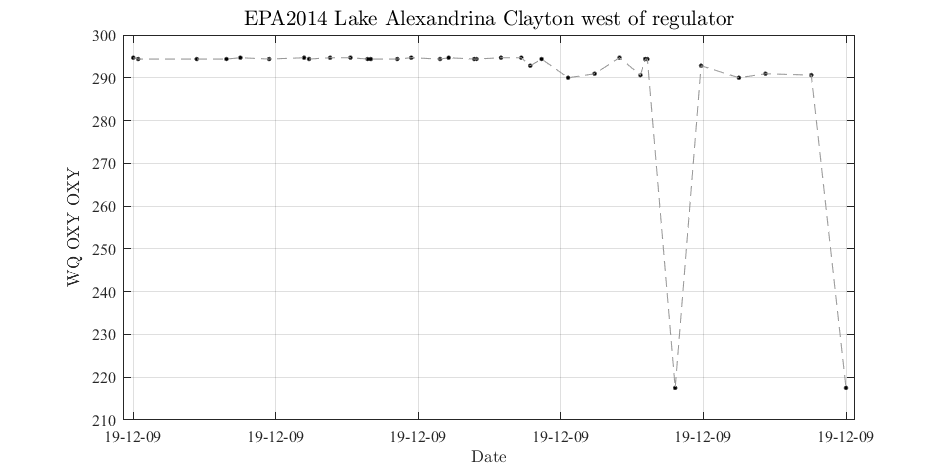 EPA2014 Lake Alexandrina Clayton west of regulator
300
290
280
270
260
250
240
230
220
210
WQ OXY OXY
19-12-09 19-12-09 19-12-09 19-12-09 19-12-09 19-12-09
Date